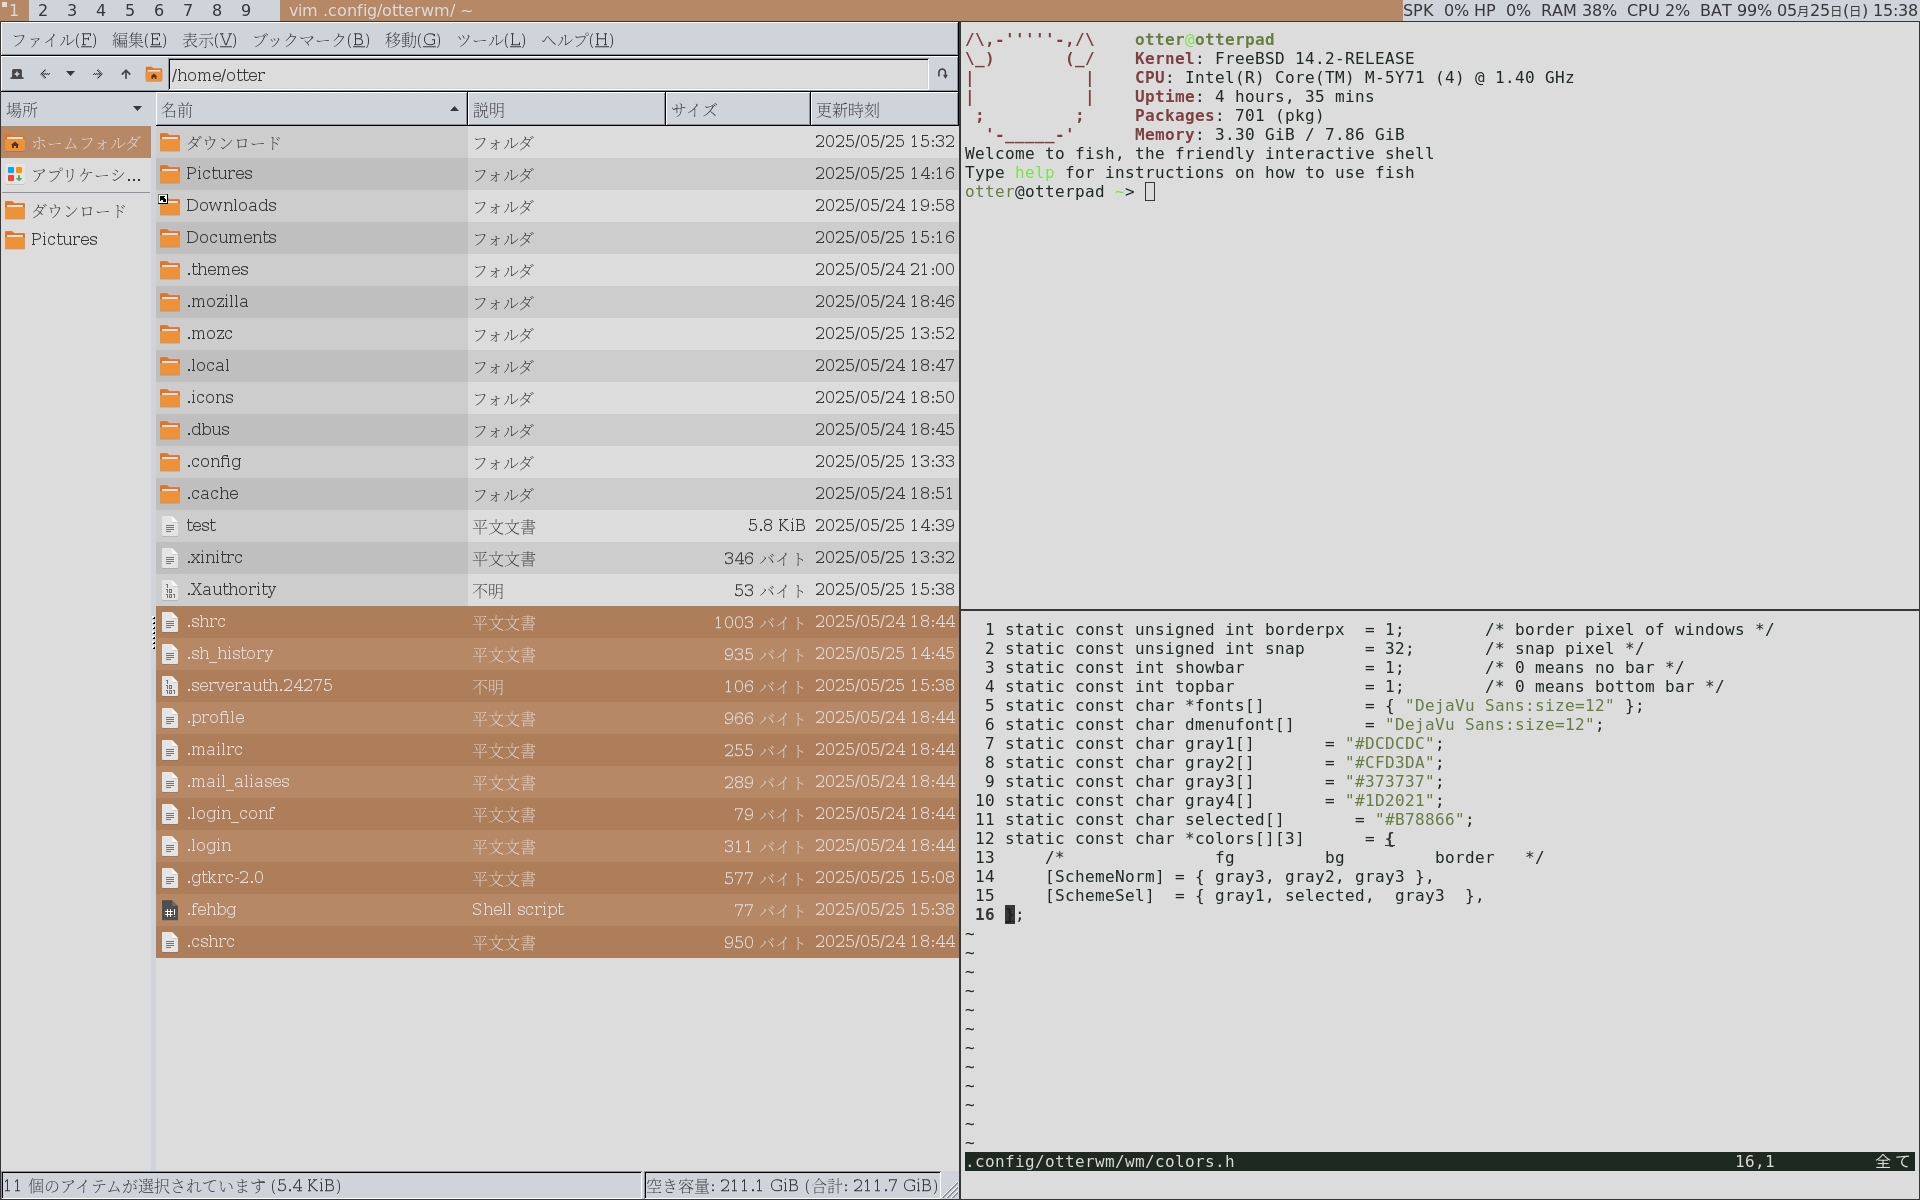 1 2 3 4 5 6 7 8 9 vim .config/otterwm/ ~ SPK 0% HP 0% RAM 38% CPU 2% BAT 99% 05月25日(日) 15:38
ファイル(F) 編集(E) 表示(V) ブックマーク(B) 移動(G) ツール(L) ヘルプ(H)
/home/otter
場所
ホームフォルダ
アプリケーシ...
ダウンロード
Pictures
名前 説明 サイズ 更新時刻
ダウンロード フォルダ 2025/05/25 15:32
Pictures フォルダ 2025/05/25 14:16
Downloads フォルダ 2025/05/24 19:58
Documents フォルダ 2025/05/25 15:16
.themes フォルダ 2025/05/24 21:00
.mozilla フォルダ 2025/05/24 18:46
.mozc フォルダ 2025/05/25 13:52
.local フォルダ 2025/05/24 18:47
.icons フォルダ 2025/05/24 18:50
.dbus フォルダ 2025/05/24 18:45
.config フォルダ 2025/05/25 13:33
.cache フォルダ 2025/05/24 18:51
test 平文文書 5.8 KiB 2025/05/25 14:39
.xinitrc 平文文書 346 バイト 2025/05/25 13:32
.Xauthority 不明 53 バイト 2025/05/25 15:38
.shrc 平文文書 1003 バイト 2025/05/24 18:44
.sh_history 平文文書 935 バイト 2025/05/25 14:45
.serverauth.24275 不明 106 バイト 2025/05/25 15:38
.profile 平文文書 966 バイト 2025/05/24 18:44
.mailrc 平文文書 255 バイト 2025/05/24 18:44
.mail_aliases 平文文書 289 バイト 2025/05/24 18:44
.login_conf 平文文書 79 バイト 2025/05/24 18:44
.login 平文文書 311 バイト 2025/05/24 18:44
.gtkrc-2.0 平文文書 577 バイト 2025/05/25 15:08
.fehbg Shell script 77 バイト 2025/05/25 15:38
.cshrc 平文文書 950 バイト 2025/05/24 18:44
11 個のアイテムが選択されています (5.4 KiB) 空き容量: 211.1 GiB (合計: 211.7 GiB)
/\,-'''''-,/\ otter@otterpad
\_)       (_/ Kernel: FreeBSD 14.2-RELEASE
|           | CPU: Intel(R) Core(TM) M-5Y71 (4) @ 1.40 GHz
|           | Uptime: 4 hours, 35 mins
 ;         ; Packages: 701 (pkg)
  '-_____-' Memory: 3.30 GiB / 7.86 GiB
Welcome to fish, the friendly interactive shell
Type help for instructions on how to use fish
otter@otterpad ~>
1 static const unsigned int borderpx = 1; /* border pixel of windows */
2 static const unsigned int snap = 32; /* snap pixel */
3 static const int showbar = 1; /* 0 means no bar */
4 static const int topbar = 1; /* 0 means bottom bar */
5 static const char *fonts[] = { "DejaVu Sans:size=12" };
6 static const char dmenufont[] = "DejaVu Sans:size=12";
7 static const char gray1[] = "#DCDCDC";
8 static const char gray2[] = "#CFD3DA";
9 static const char gray3[] = "#373737";
10 static const char gray4[] = "#1D2021";
11 static const char selected[] = "#B78866";
12 static const char *colors[][3] = {
13 /* fg bg border */
14 [SchemeNorm] = { gray3, gray2, gray3 },
15 [SchemeSel] = { gray1, selected, gray3 },
16 };
~
~
~
~
~
~
~
~
~
~
~
~
.config/otterwm/wm/colors.h 16,1 全て